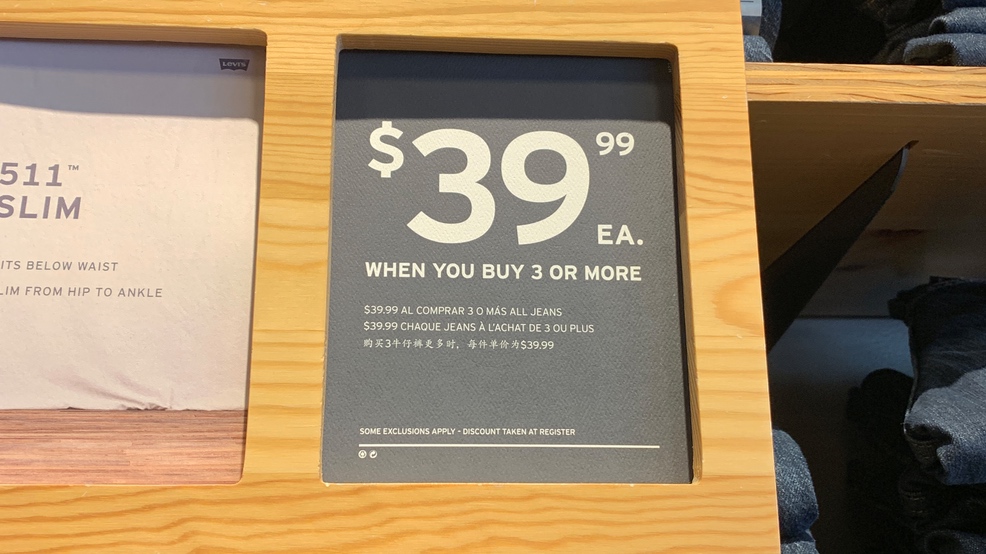 Levi's
511™
SLIM
ITS BELOW WAIST
LIM FROM HIP TO ANKLE
$39 99
EA.
WHEN YOU BUY 3 OR MORE
$39.99 AL COMPRAR 3 O MÁS ALL JEANS
$39.99 CHAQUE JEANS À L'ACHAT DE 3 OU PLUS
购买3牛仔裤更多时，每件单价为$39.99
SOME EXCLUSIONS APPLY - DISCOUNT TAKEN AT REGISTER